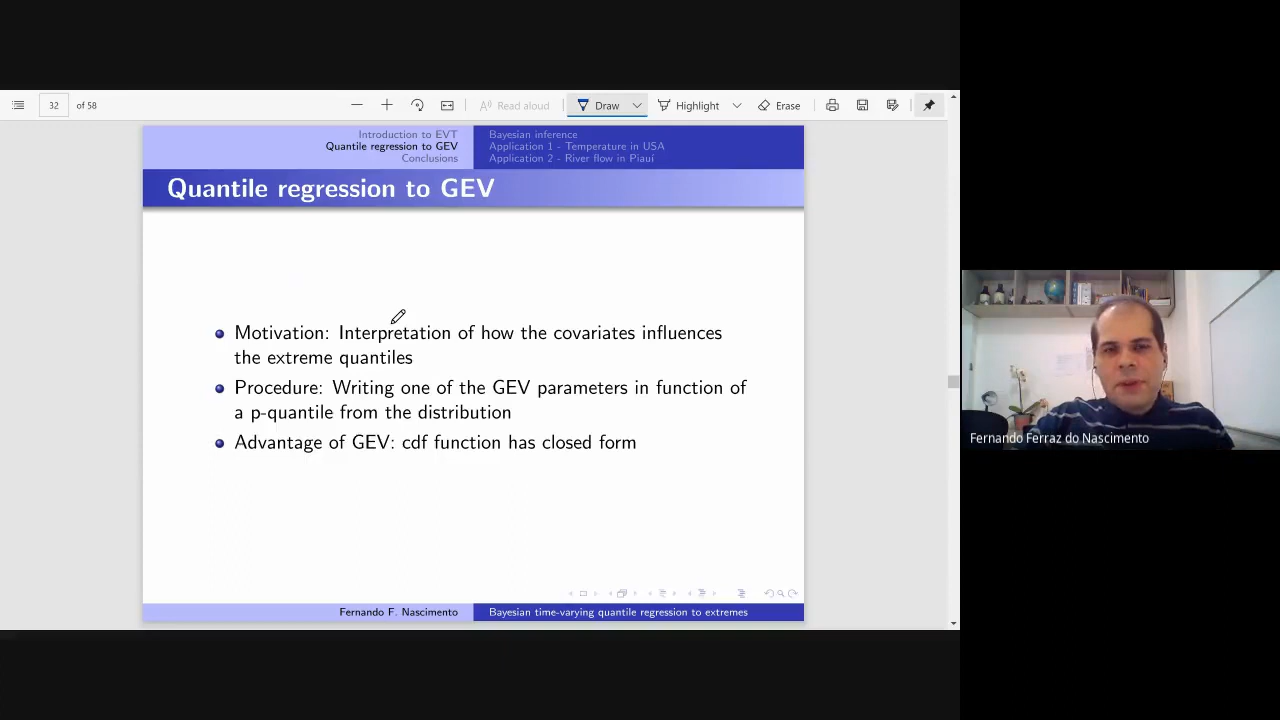 32 of 58
Read aloud
Draw
Highlight
Erase
Introduction to EVT
Quantile regression to GEV
Conclusions
Bayesian inference
Application 1 - Temperature in USA
Application 2 - River flow in Piauí
Quantile regression to GEV
Motivation: Interpretation of how the covariates influences
the extreme quantiles
Procedure: Writing one of the GEV parameters in function of
a p-quantile from the distribution
Advantage of GEV: cdf function has closed form
Fernando F. Nascimento
Bayesian time-varying quantile regression to extremes
Fernando Ferraz do Nascimento